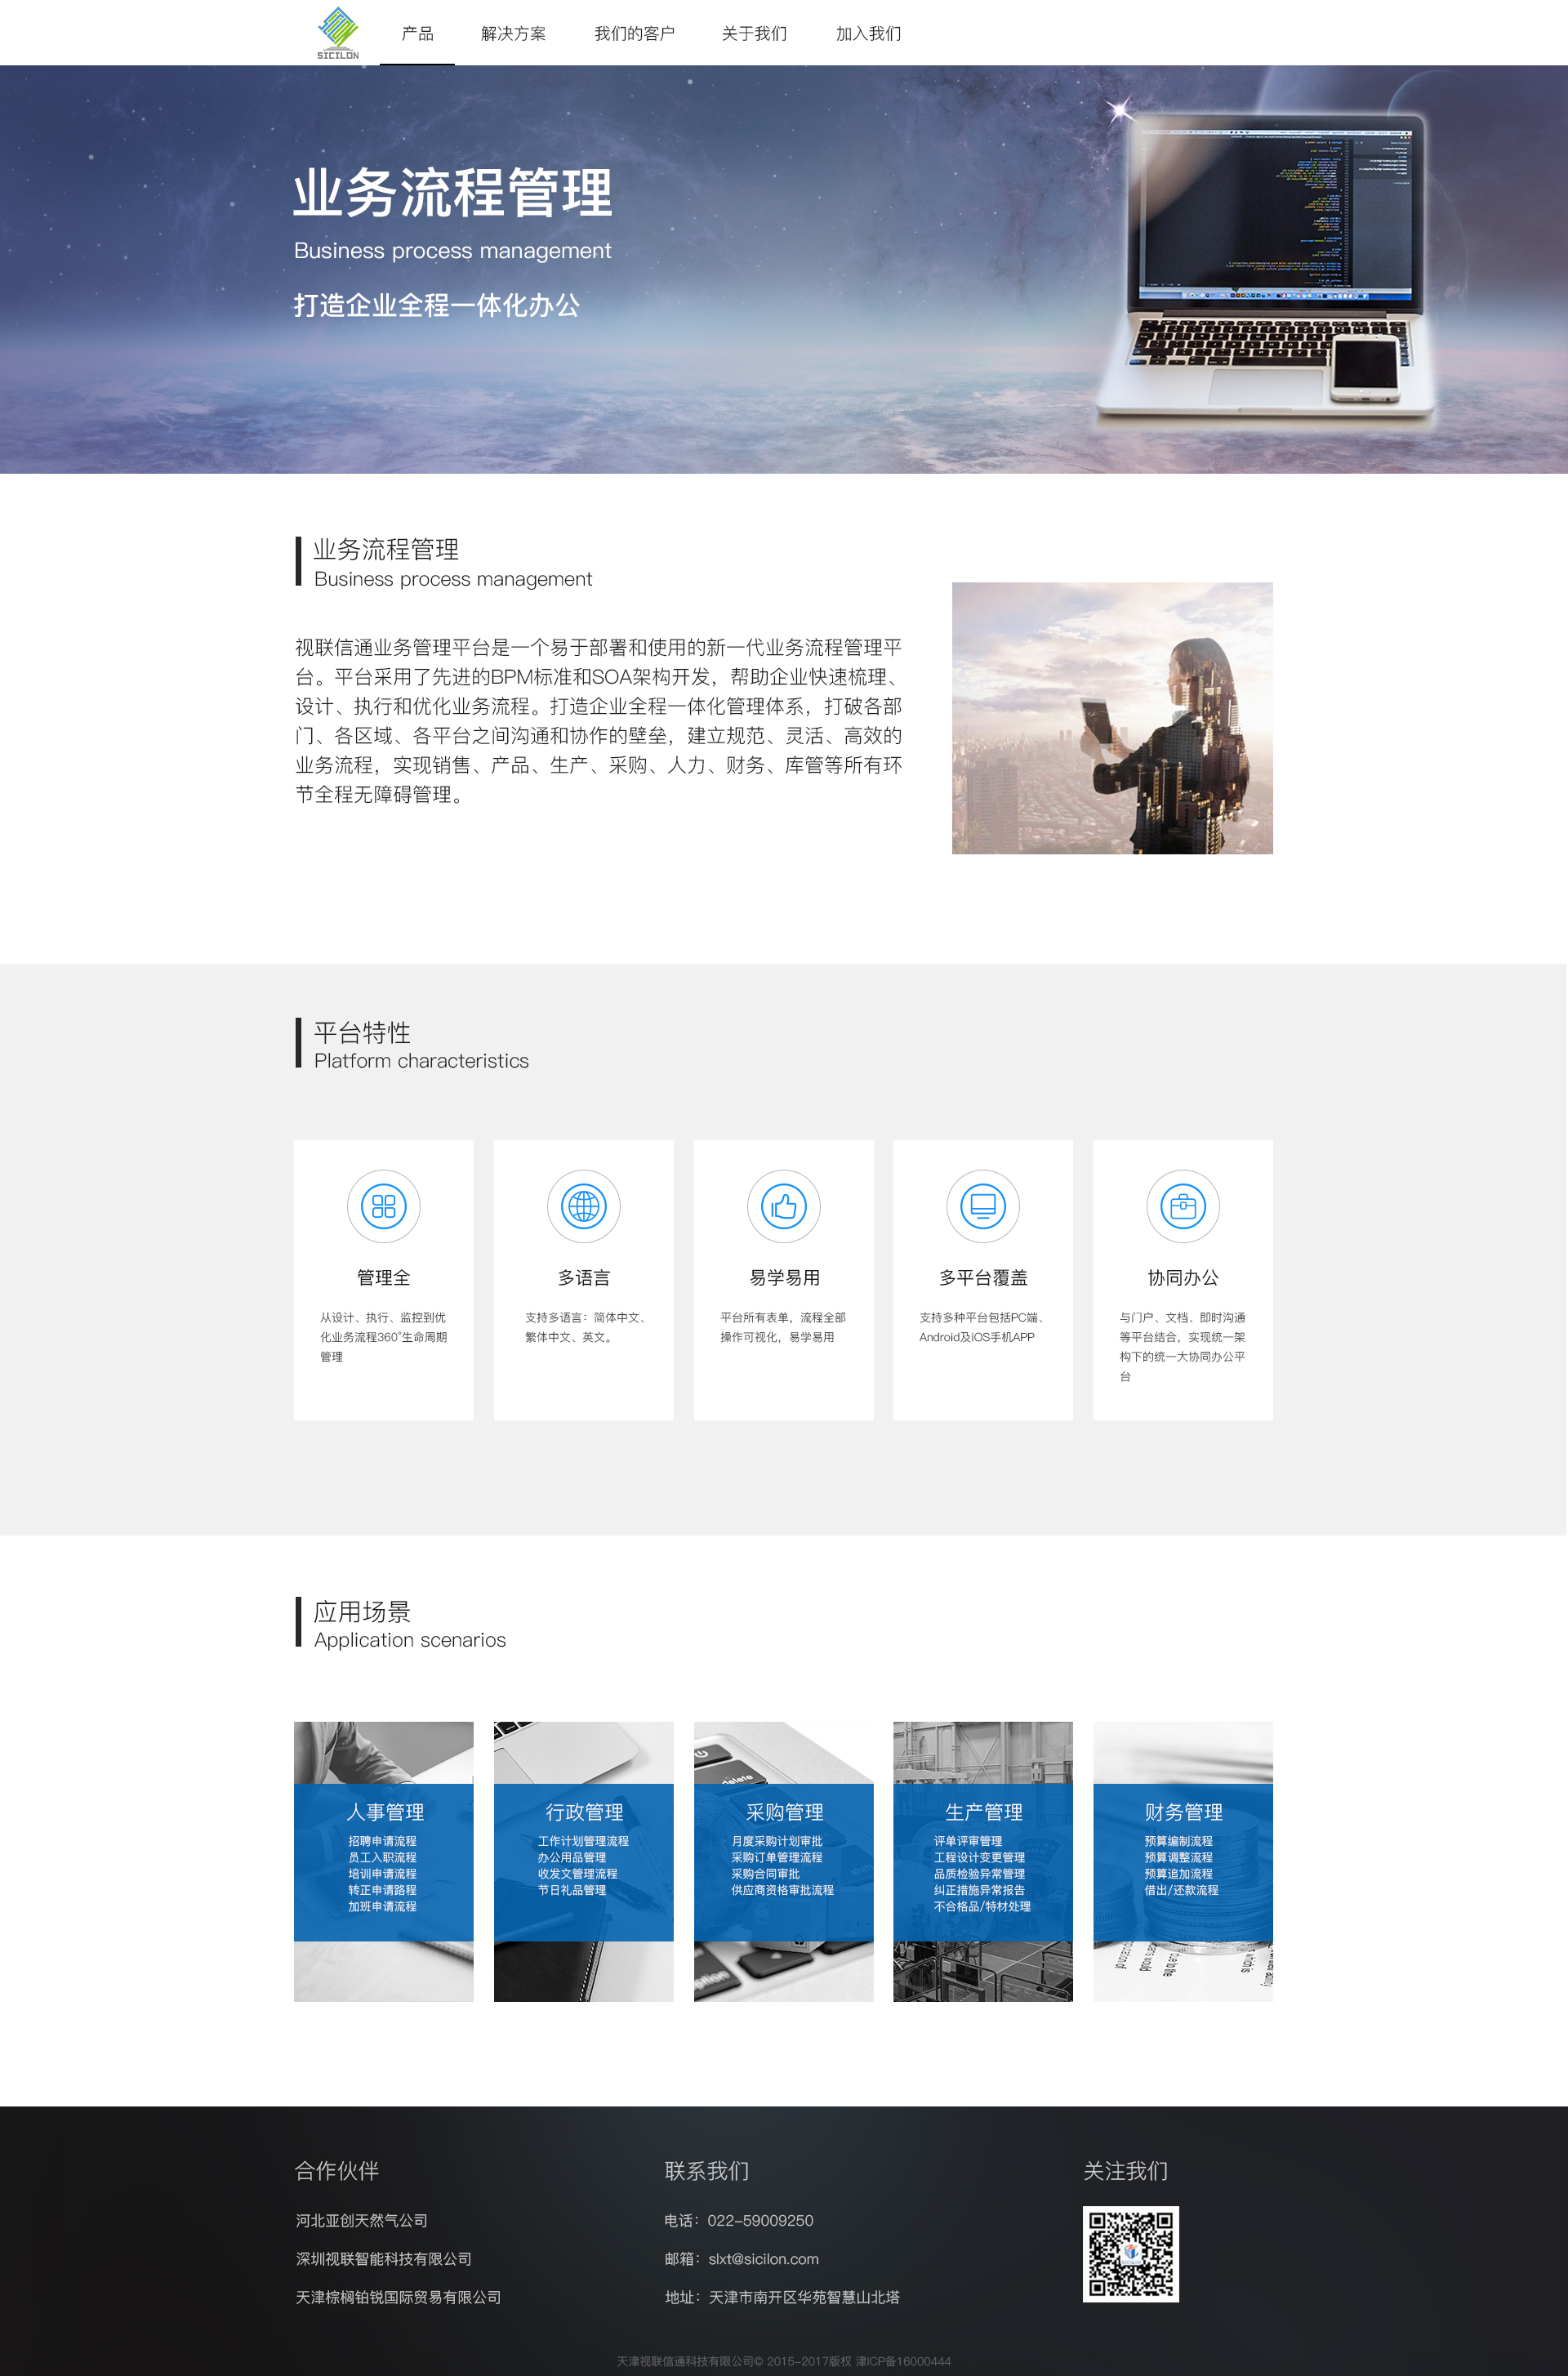 SICILON
产品
解决方案
我们的客户
关于我们
加入我们
业务流程管理
Business process management
打造企业全程一体化办公
业务流程管理
Business process management
视联信通业务管理平台是一个易于部署和使用的新一代业务流程管理平
台。平台采用了先进的BPM标准和SOA架构开发，帮助企业快速梳理、
设计、执行和优化业务流程。打造企业全程一体化管理体系，打破各部
门、各区域、各平台之间沟通和协作的壁垒，建立规范、灵活、高效的
业务流程，实现销售、产品、生产、采购、人力、财务、库管等所有环
节全程无障碍管理。
平台特性
Platform characteristics
管理全
从设计、执行、监控到优
化业务流程360°生命周期
管理
多语言
支持多语言：简体中文、
繁体中文、英文。
易学易用
平台所有表单，流程全部
操作可视化，易学易用
多平台覆盖
支持多种平台包括PC端、
Android及iOS手机APP
协同办公
与门户、文档、即时沟通
等平台结合，实现统一架
构下的统一大协同办公平
台
应用场景
Application scenarios
人事管理
招聘申请流程
员工入职流程
培训申请流程
转正申请路程
加班申请流程
行政管理
工作计划管理流程
办公用品管理
收发文管理流程
节日礼品管理
delete
采购管理
月度采购计划审批
采购订单管理流程
采购合同审批
供应商资格审批流程
option
生产管理
评单评审管理
工程设计变更管理
品质检验异常管理
纠正措施异常报告
不合格品/特材处理
财务管理
预算编制流程
预算调整流程
预算追加流程
借出/还款流程
合作伙伴
河北亚创天然气公司
深圳视联智能科技有限公司
天津棕榈铂锐国际贸易有限公司
联系我们
电话：022-59009250
邮箱：slxt@sicilon.com
地址：天津市南开区华苑智慧山北塔
关注我们
天津视联信通科技有限公司© 2015-2017版权 津ICP备16000444